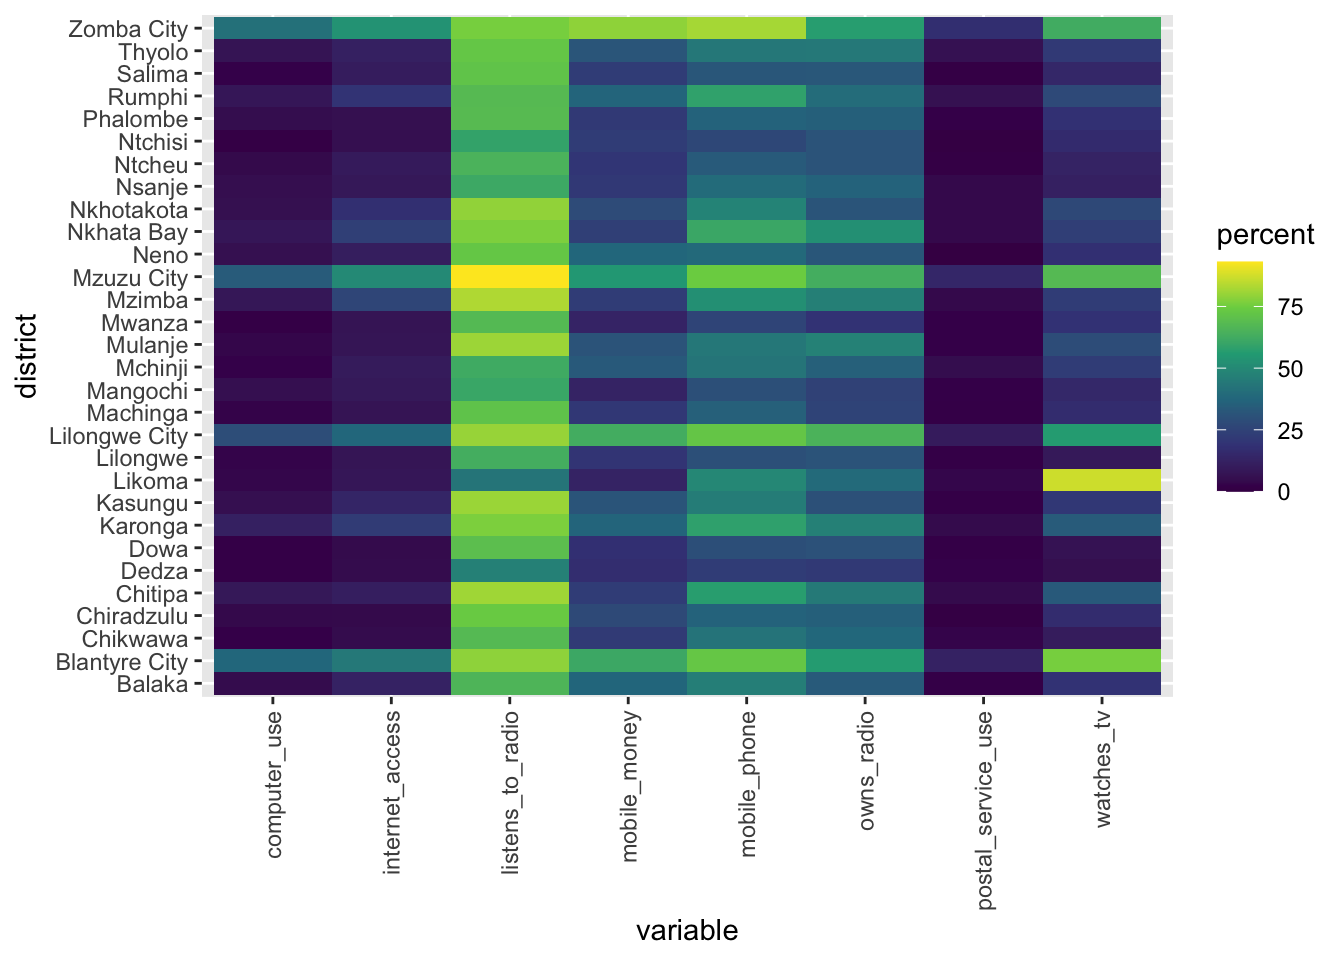 Zomba City
Thyolo
Salima
Rumphi
Phalombe
Ntchisi
Ntcheu
Nsanje
Nkhotakota
Nkhata Bay
Neno
Mzuzu City
Mzimba
Mwanza
Mulanje
Mchinji
Mangochi
Machinga
Lilongwe City
Lilongwe
Likoma
Kasungu
Karonga
Dowa
Dedza
Chitipa
Chiradzulu
Chikwawa
Blantyre City
Balaka
district
computer_use
internet_access
listens_to_radio
mobile_money
mobile_phone
owns_radio
postal_service_use
watches_tv
variable
percent
75
50
25
0